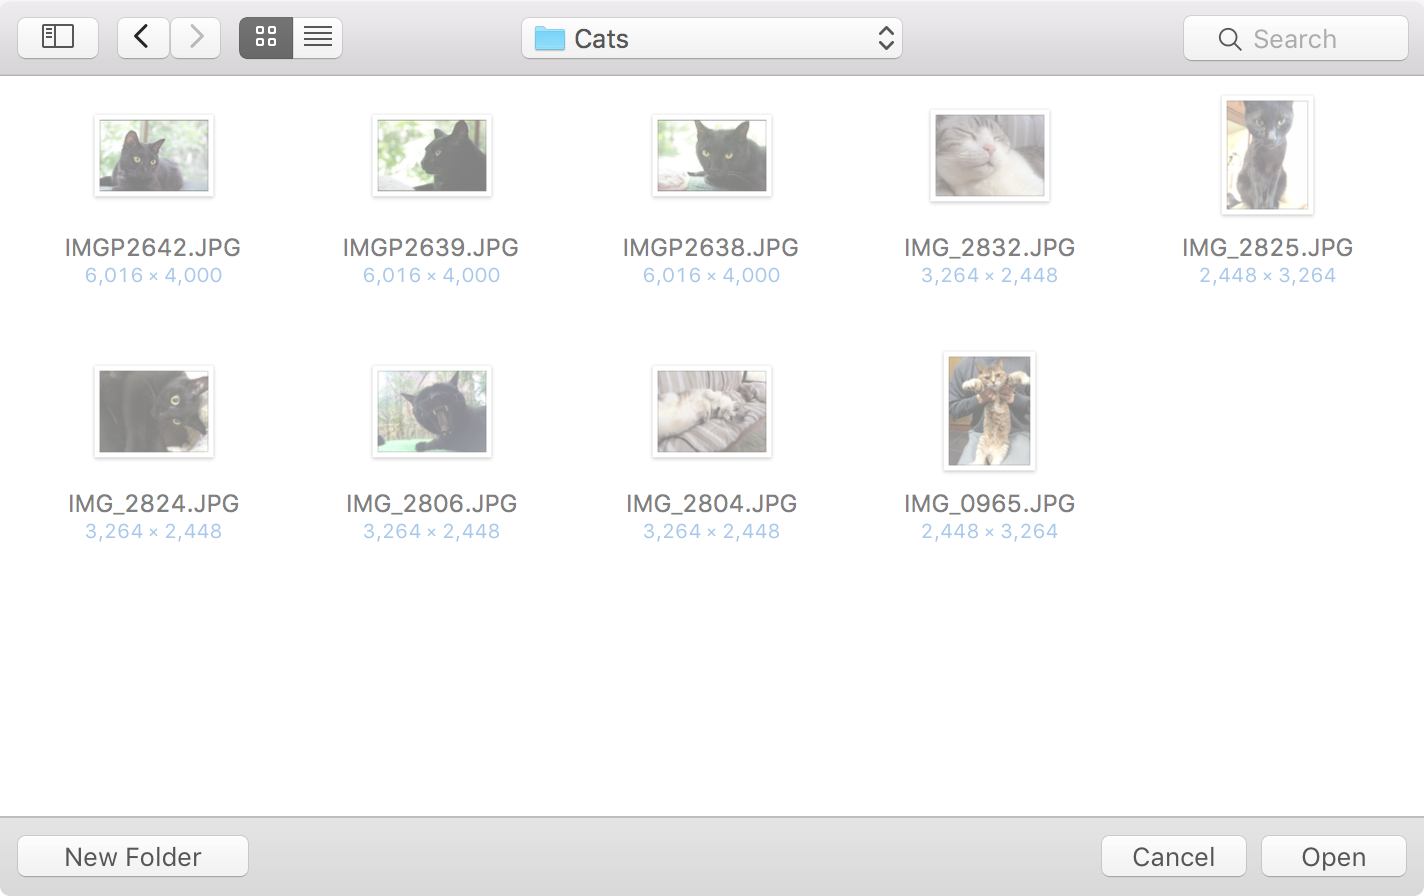 Cats
Search
IMGP2642.JPG
6,016 × 4,000
IMGP2639.JPG
6,016 × 4,000
IMGP2638.JPG
6,016 × 4,000
IMG_2832.JPG
3,264 × 2,448
IMG_2825.JPG
2,448 × 3,264
IMG_2824.JPG
3,264 × 2,448
IMG_2806.JPG
3,264 × 2,448
IMG_2804.JPG
3,264 × 2,448
IMG_0965.JPG
2,448 × 3,264
New Folder
Cancel
Open